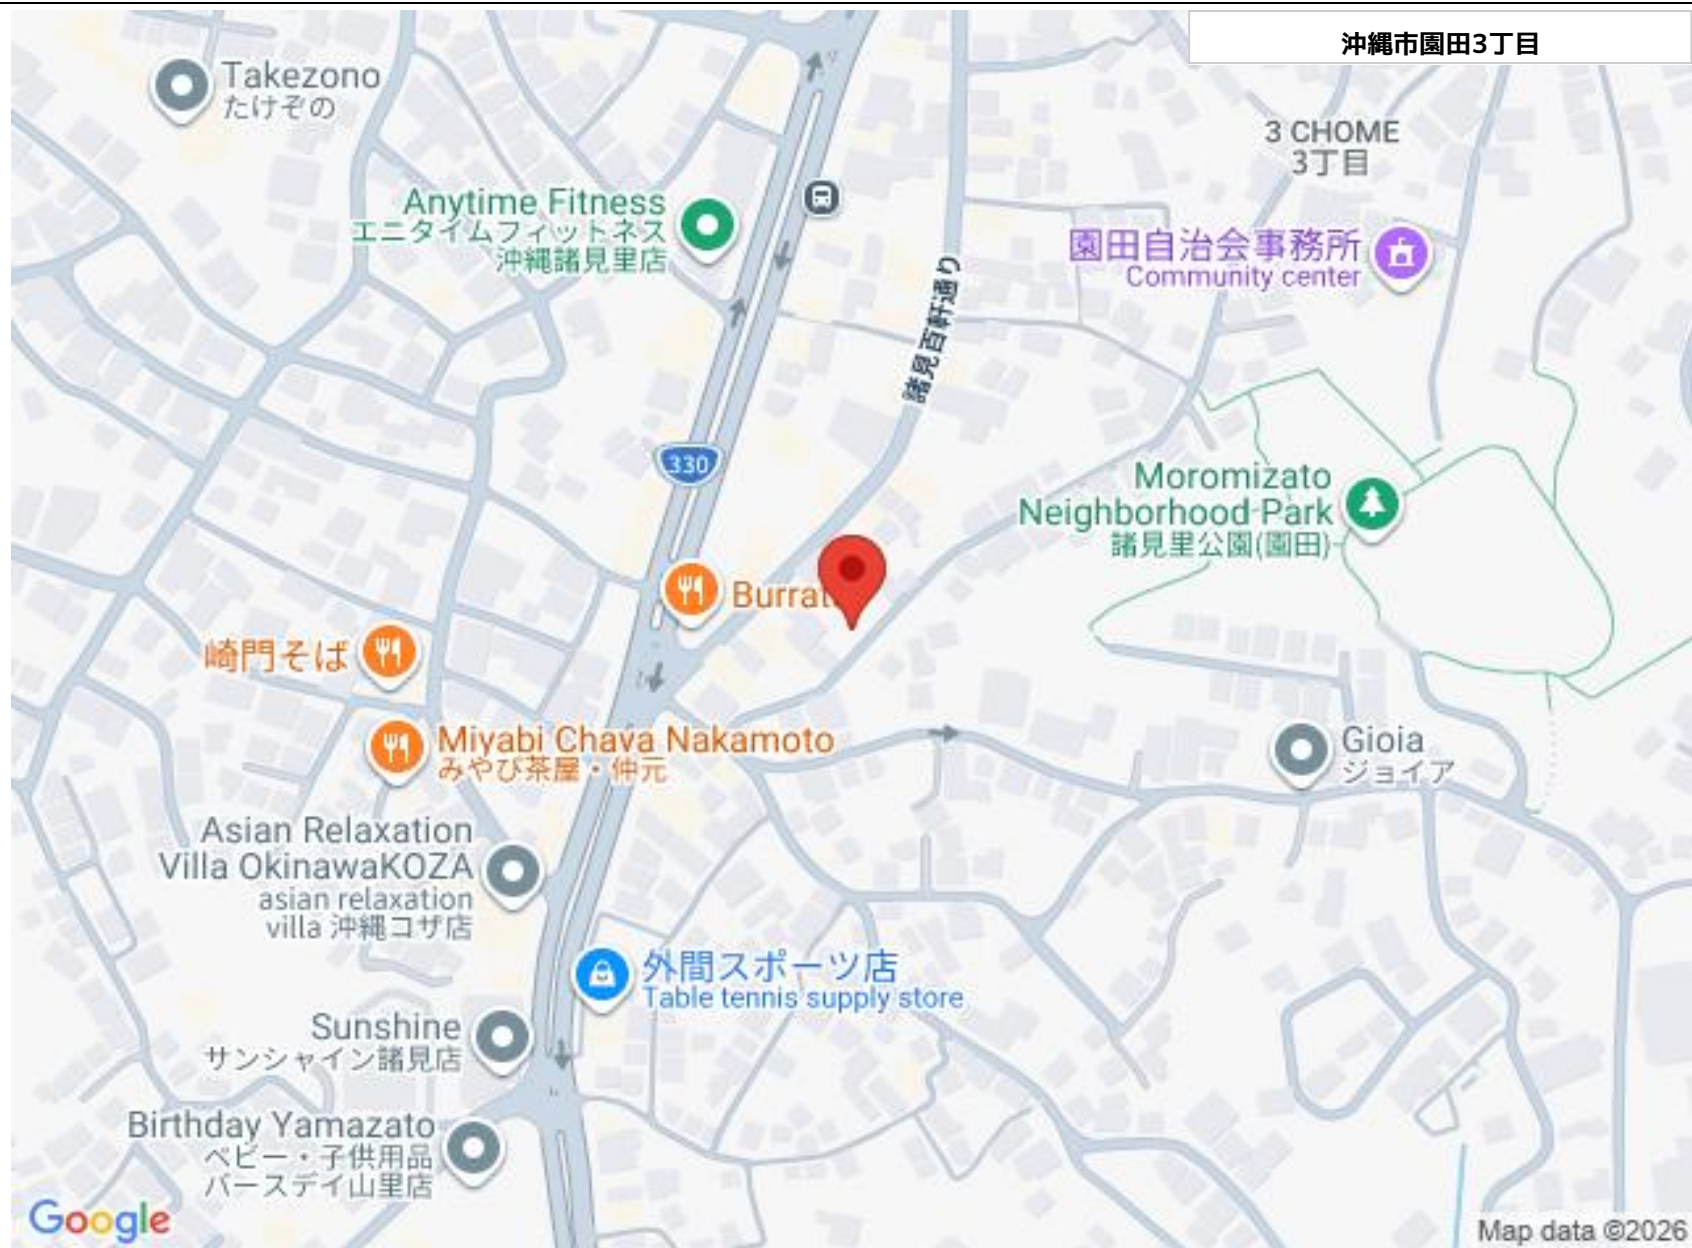 沖縄市園田3丁目
Takezono
たけぞの
3 CHOME
3丁目
Anytime Fitness
エニタイムフィットネス
沖縄諸見里店
園田自治会事務所
Community center
諸見百軒通り
330
Moromizato
Neighborhood Park
諸見里公園(園田)
Burrat
崎門そば
Miyabi Chaya Nakamoto
みやび茶屋・仲元
Gioia
ジョイア
Asian Relaxation
Villa OkinawaKOZA
asian relaxation
villa 沖縄コザ店
外間スポーツ店
Table tennis supply store
Sunshine
サンシャイン諸見店
Birthday Yamazato
ベビー・子供用品
バースデイ山里店
Google
Map data ©2026